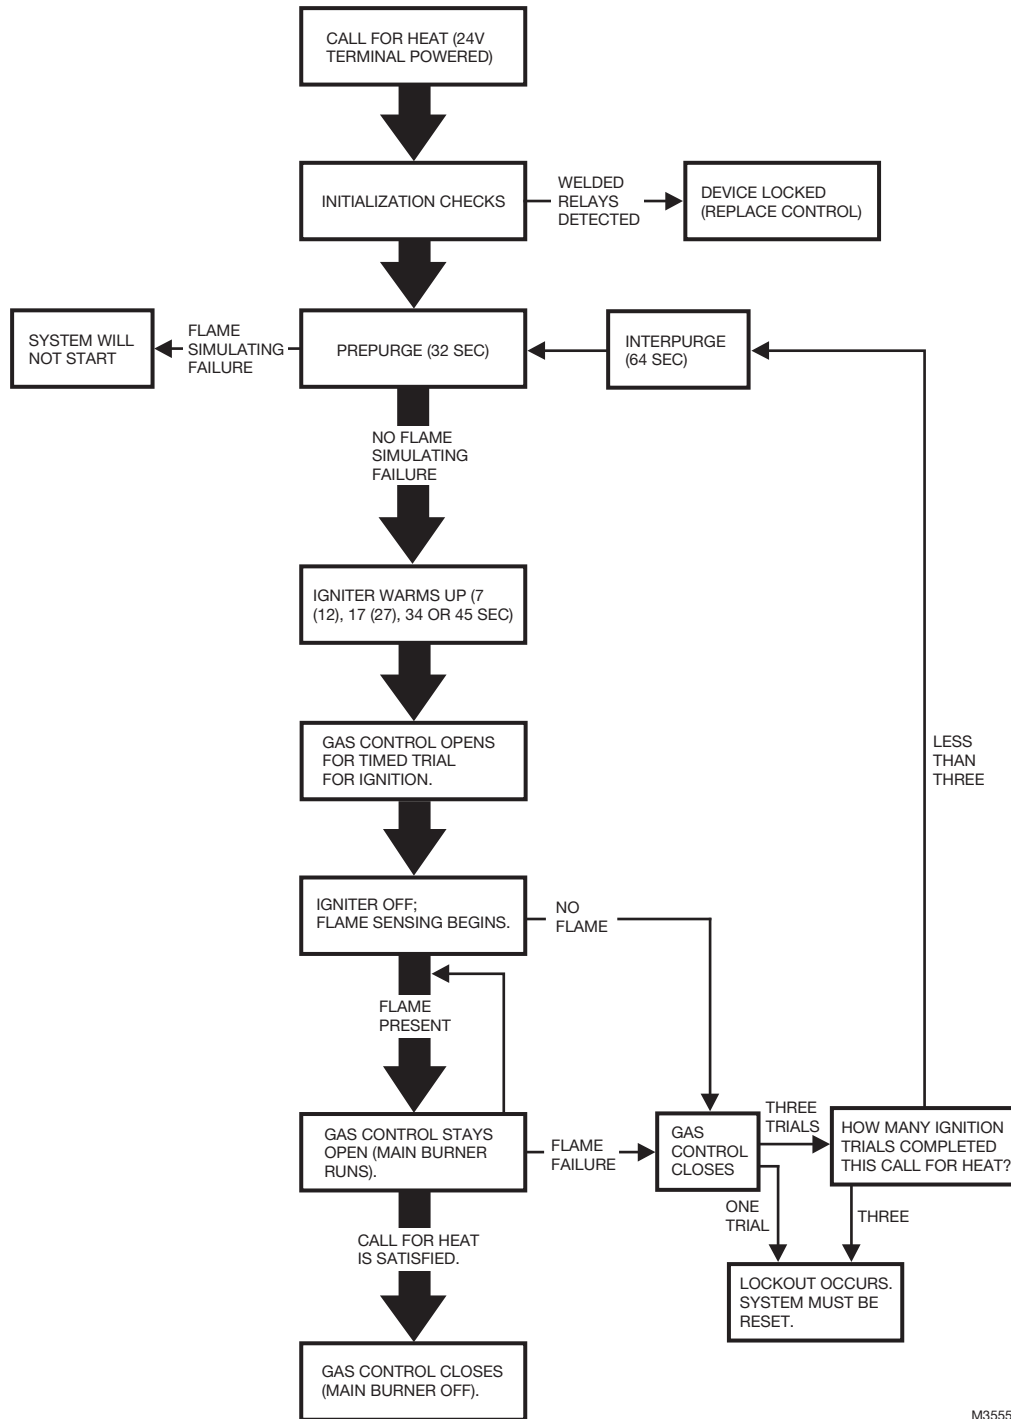 CALL FOR HEAT (24V
TERMINAL POWERED)
INITIALIZATION CHECKS
WELDED
RELAYS
DETECTED
DEVICE LOCKED
(REPLACE CONTROL)
SYSTEM WILL
NOT START
FLAME
SIMULATING
FAILURE
PREPURGE (32 SEC)
INTERPURGE
(64 SEC)
NO FLAME
SIMULATING
FAILURE
IGNITER WARMS UP (7
(12), 17 (27), 34 OR 45 SEC)
GAS CONTROL OPENS
FOR TIMED TRIAL
FOR IGNITION.
LESS
THAN
THREE
IGNITER OFF;
FLAME SENSING BEGINS.
NO
FLAME
FLAME
PRESENT
GAS CONTROL STAYS
OPEN (MAIN BURNER
RUNS).
FLAME
FAILURE
GAS
CONTROL
CLOSES
THREE
TRIALS
HOW MANY IGNITION
TRIALS COMPLETED
THIS CALL FOR HEAT?
ONE
TRIAL
THREE
CALL FOR HEAT
IS SATISFIED.
LOCKOUT OCCURS.
SYSTEM MUST BE
RESET.
GAS CONTROL CLOSES
(MAIN BURNER OFF).
M3555